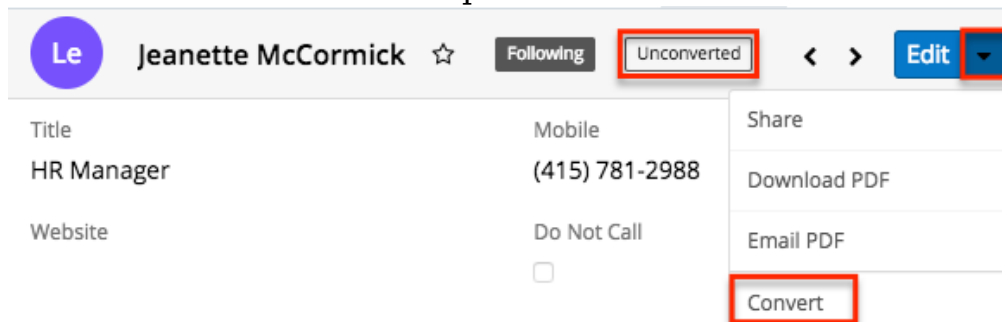 Le Jeanette McCormick Following Unconverted Edit
Title Mobile Share
HR Manager (415) 781-2988 Download PDF
Website Do Not Call Email PDF
Convert